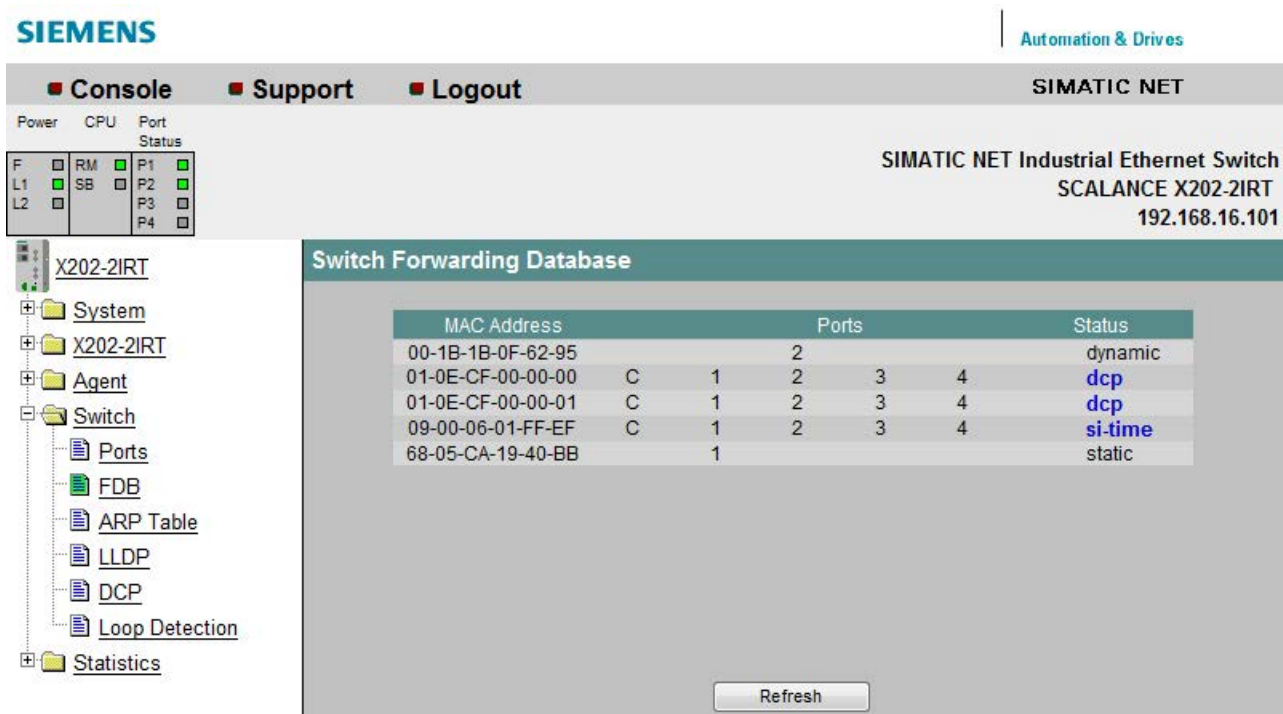 SIEMENS
Automation & Drives
Console Support Logout SIMATIC NET
Power CPU Port
Status
F RM P1
L1 SB P2
L2 P3
P4
SIMATIC NET Industrial Ethernet Switch
SCALANCE X202-2IRT
192.168.16.101
X202-2IRT
System
X202-2IRT
Agent
Switch
Ports
FDB
ARP Table
LLDP
DCP
Loop Detection
Statistics
Switch Forwarding Database
MAC Address Ports Status
00-1B-1B-0F-62-95 2 dynamic
01-0E-CF-00-00-00 C 1 2 3 4 dcp
01-0E-CF-00-00-01 C 1 2 3 4 dcp
09-00-06-01-FF-EF C 1 2 3 4 si-time
68-05-CA-19-40-BB 1 static
Refresh